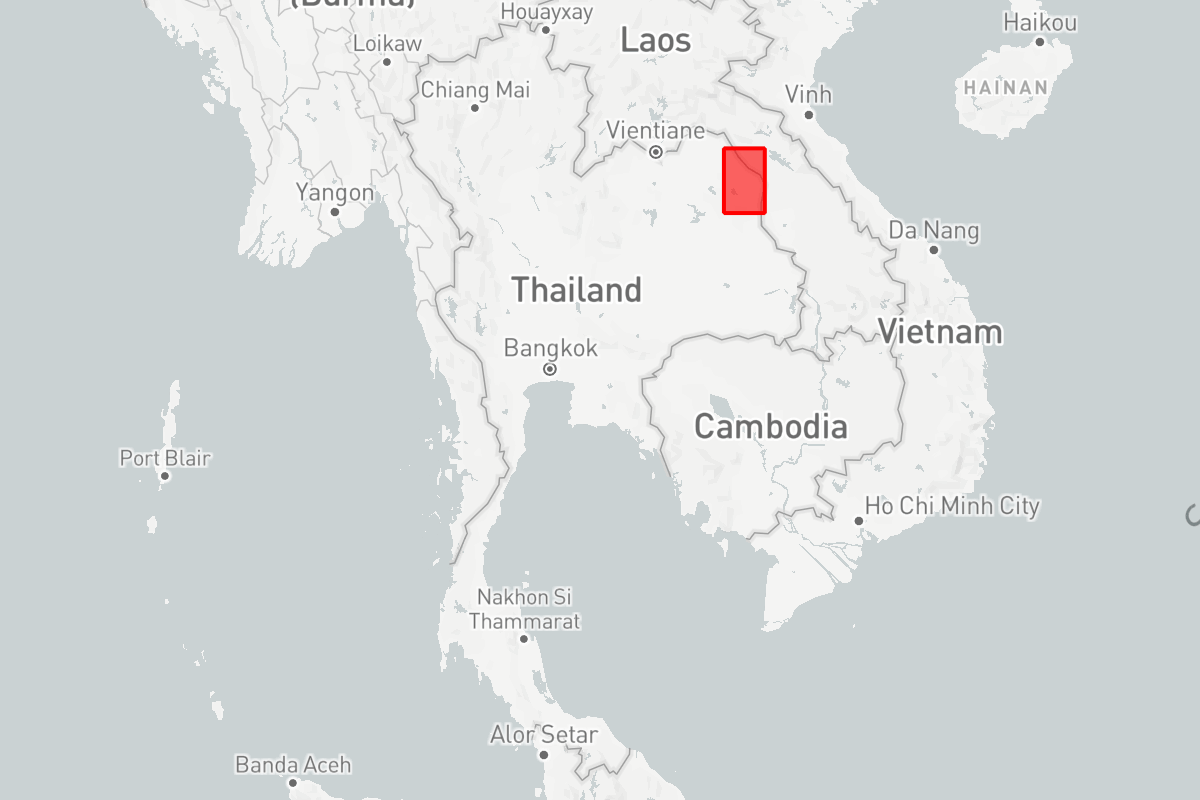 (Burma)
Houayxay
Haikou
Loikaw
Laos
Chiang Mai
Vinh
HAINAN
Vientiane
Yangon
Da Nang
Thailand
Vietnam
Bangkok
Cambodia
Port Blair
Ho Chi Minh City
Nakhon Si
Thammarat
Alor Setar
Banda Aceh